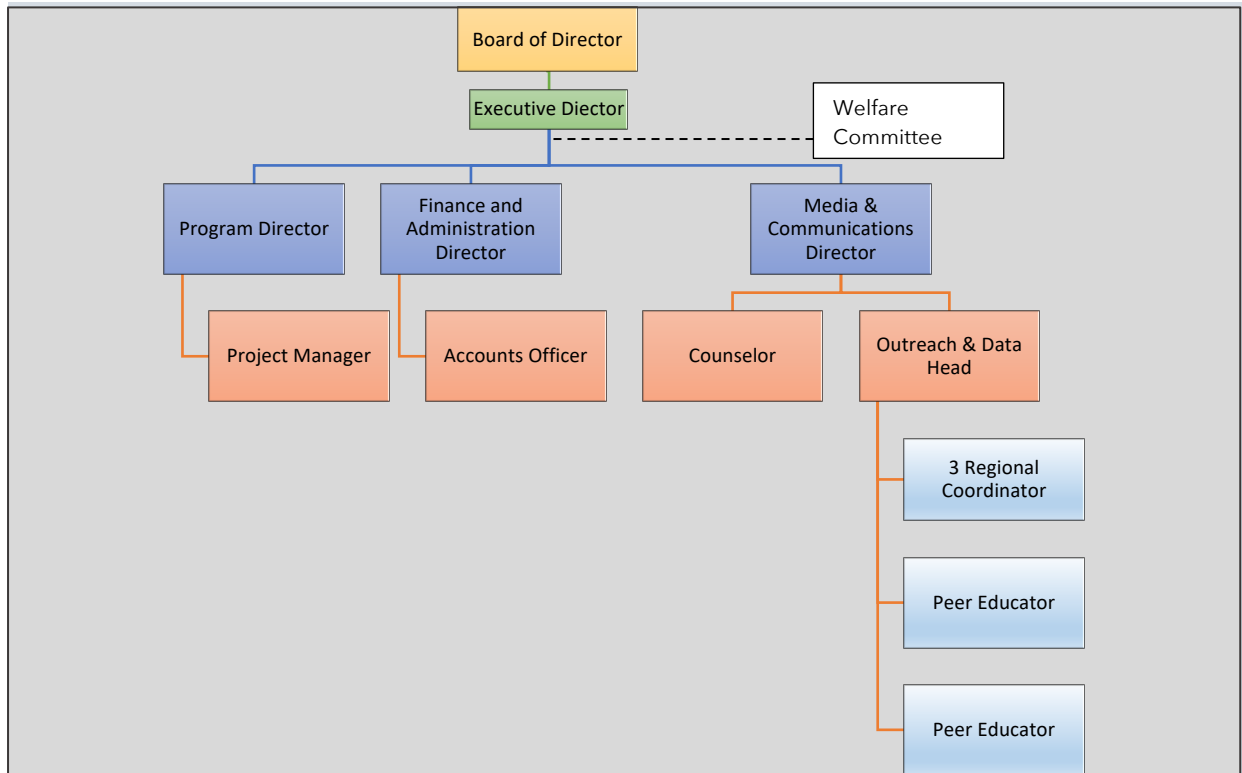 Board of Director
Executive Diector
Welfare
Committee
Program Director
Finance and
Administration
Director
Media &
Communications
Director
Project Manager
Accounts Officer
Counselor
Outreach & Data
Head
3 Regional
Coordinator
Peer Educator
Peer Educator